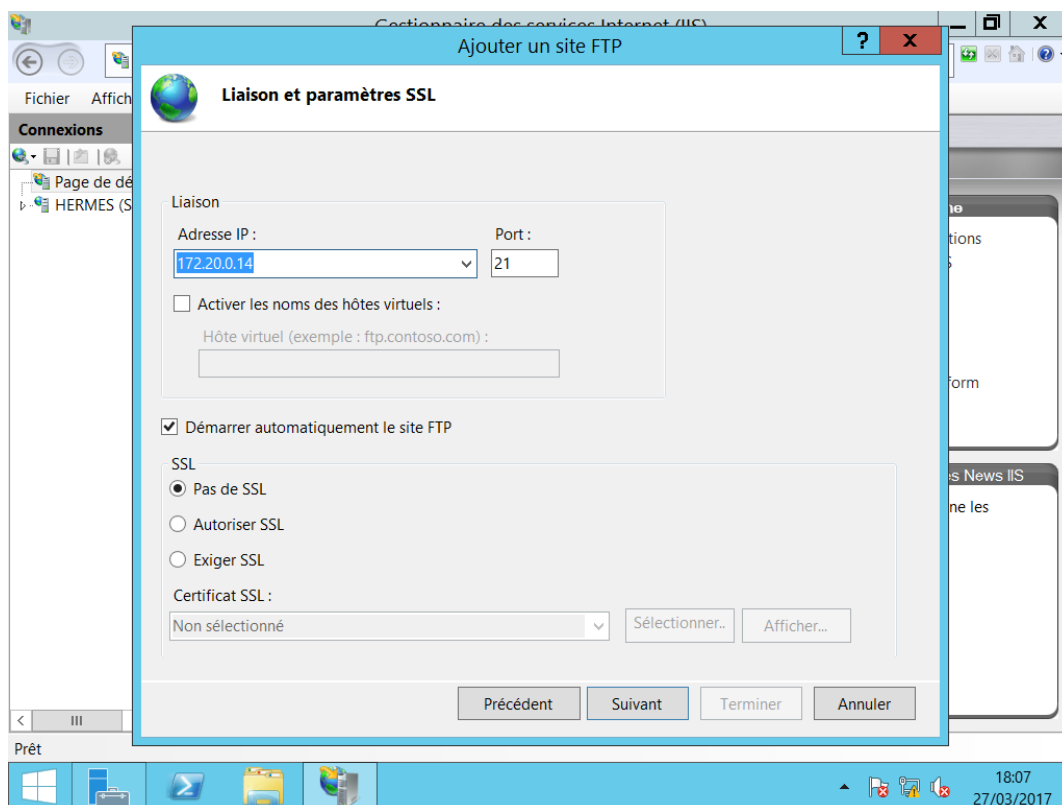 Gestionnaire des services Internet (IIS)
Ajouter un site FTP
? X
X
Fichier Affich
Liaison et paramètres SSL
Connexions
Page de dé
HERMES (S
Liaison
Adresse IP : Port :
172.20.0.14 21
Activer les noms des hôtes virtuels :
Hôte virtuel (exemple : ftp.contoso.com) :
Démarrer automatiquement le site FTP
SSL
Pas de SSL
Autoriser SSL
Exiger SSL
Certificat SSL :
Non sélectionné Sélectionner.. Afficher...
Précédent Suivant Terminer Annuler
ne
tions
form
s News IIS
ne les
Prêt
18:07
27/03/2017